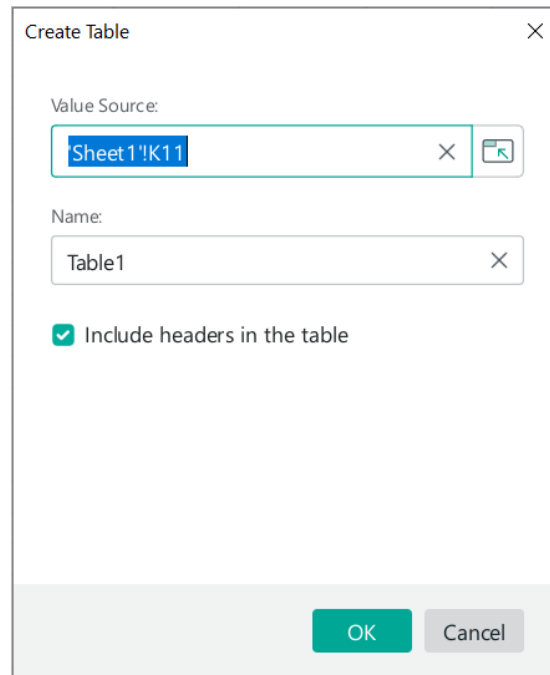 Create Table
Value Source:
'Sheet1'!K11
Name:
Table1
Include headers in the table
OK
Cancel